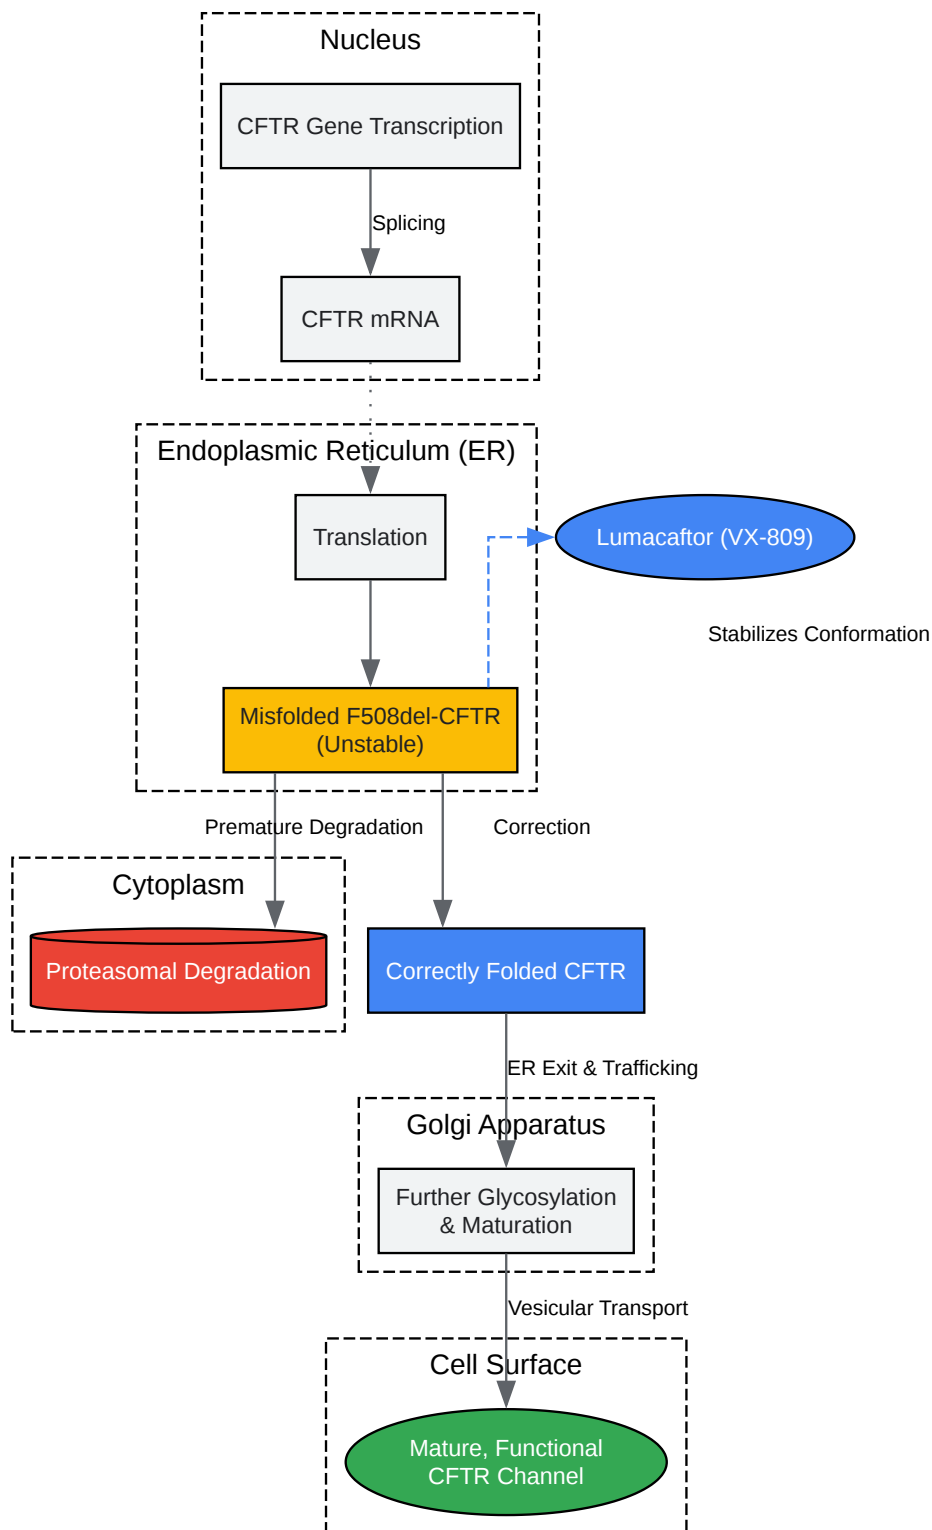 Nucleus
CFTR Gene Transcription
Splicing
CFTR mRNA
Endoplasmic Reticulum (ER)
Translation
Lumacaftor (VX-809)
Stabilizes Conformation
Misfolded F508del-CFTR
(Unstable)
Premature Degradation
Correction
Cytoplasm
Proteasomal Degradation
Correctly Folded CFTR
ER Exit & Trafficking
Golgi Apparatus
Further Glycosylation
& Maturation
Vesicular Transport
Cell Surface
Mature, Functional
CFTR Channel